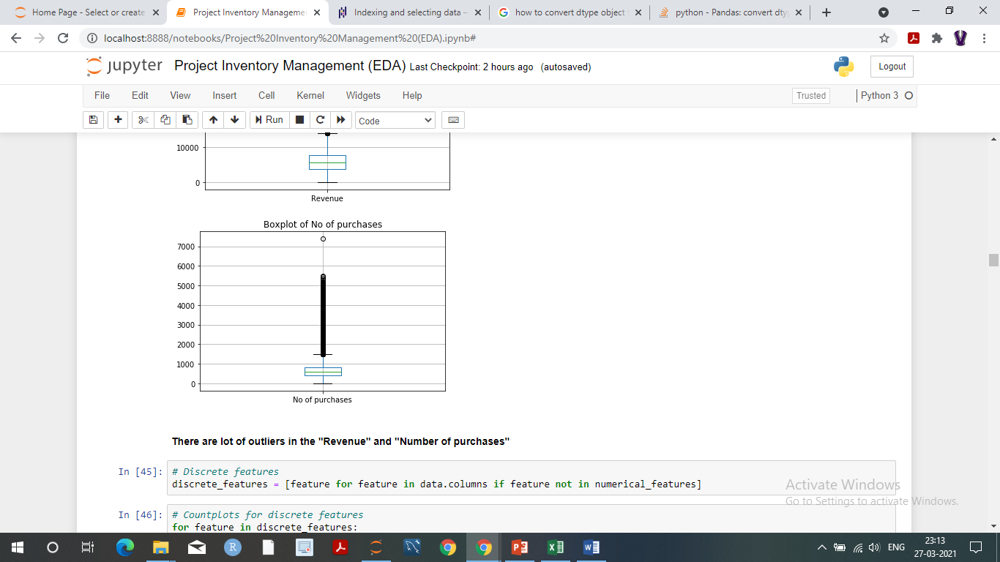 Home Page - Select or create
Project Inventory Managemen
Indexing and selecting data —
how to convert dtype object t
python - Pandas: convert dty
localhost:8888/notebooks/Project%20Inventory%20Management%20(EDA).ipynb#
jupyter Project Inventory Management (EDA) Last Checkpoint: 2 hours ago (autosaved)
Logout
File Edit View Insert Cell Kernel Widgets Help
Trusted
Python 3
Run
Code
10000
0
Revenue
Boxplot of No of purchases
7000
6000
5000
4000
3000
2000
1000
0
No of purchases
There are lot of outliers in the "Revenue" and "Number of purchases"
In [45]: # Discrete features
discrete_features = [feature for feature in data.columns if feature not in numerical_features]
In [46]: # Countplots for discrete features
for feature in discrete_features:
Activate Windows
Go to Settings to activate Windows.
R
ENG
23:13
27-03-2021